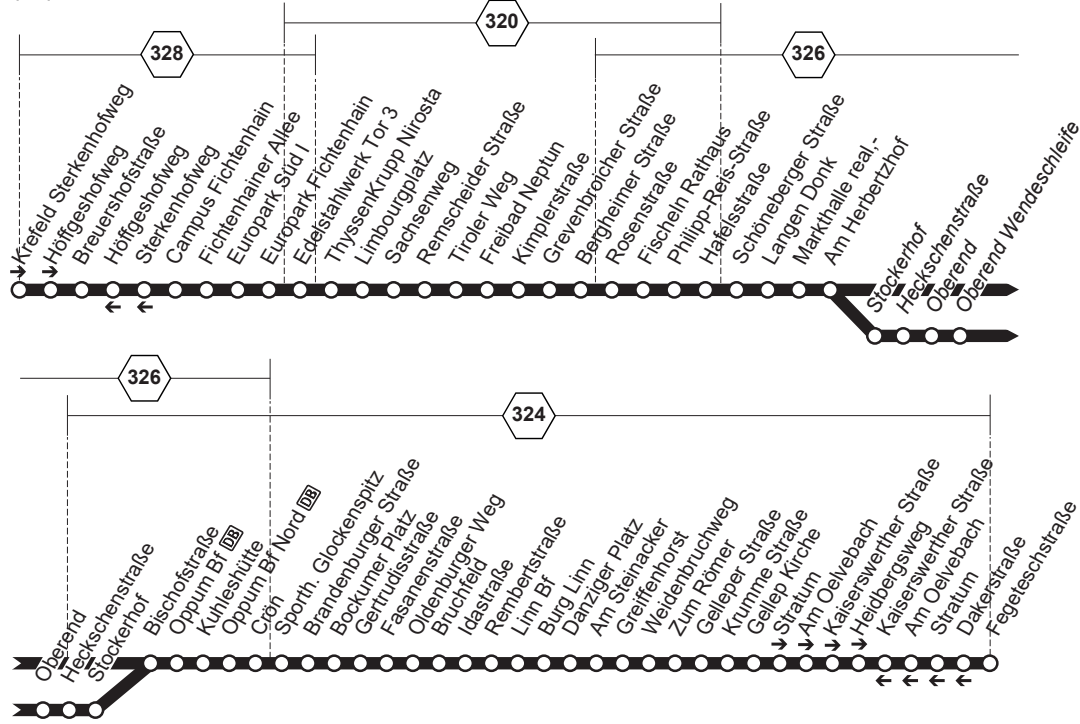 320
328
326
Krefeld Sterkenhofweg
Höffgeshofweg
Breuershofstraße
Höffgeshofweg
Sterkenhofweg
Campus Fichtenhain
Fichtenhainer Allee
Europark Süd I
Europark Fichtenhain
Edelstahlwerk Tor 3
ThyssenKrupp Nirosta
Limbourgplatz
Sachsenweg
Remscheider Straße
Tiroler Weg
Freibad Neptun
Kimplerstraße
Grevenbroicher Straße
Bergheimer Straße
Rosenstraße
Fischeln Rathaus
Philipp-Reis-Straße
Hafelsstraße
Schöneberger Straße
Langen Donk
Markthalle real,-
Am Herbertzhof
Stockerhof
Heckschenstraße
Oberend
Oberend Wendeschleife
326
324
Oberend
Heckschenstraße
Stockerhof
Bischofstraße
Oppum Bf DB
Kuhleshütte
Oppum Bf Nord DB
Crön
Sporth. Glockenspitz
Brandenburger Straße
Bockumer Platz
Gertrudisstraße
Fasanenstraße
Oldenburger Weg
Buchfeld
Idastraße
Rembertstraße
Linn Bf
Burg Linn
Danziger Platz
Am Steinacker
Greiffenhorst
Weidenbruchweg
Zum Römer
Gelleper Straße
Krumme Straße
Gellep Kirche
Stratum
Am Oelvebach
Kaiserswerther Straße
Heidbergsweg
Kaiserswerther Straße
Am Oelvebach
Stratum
Dakerstraße
Fegeteschstraße